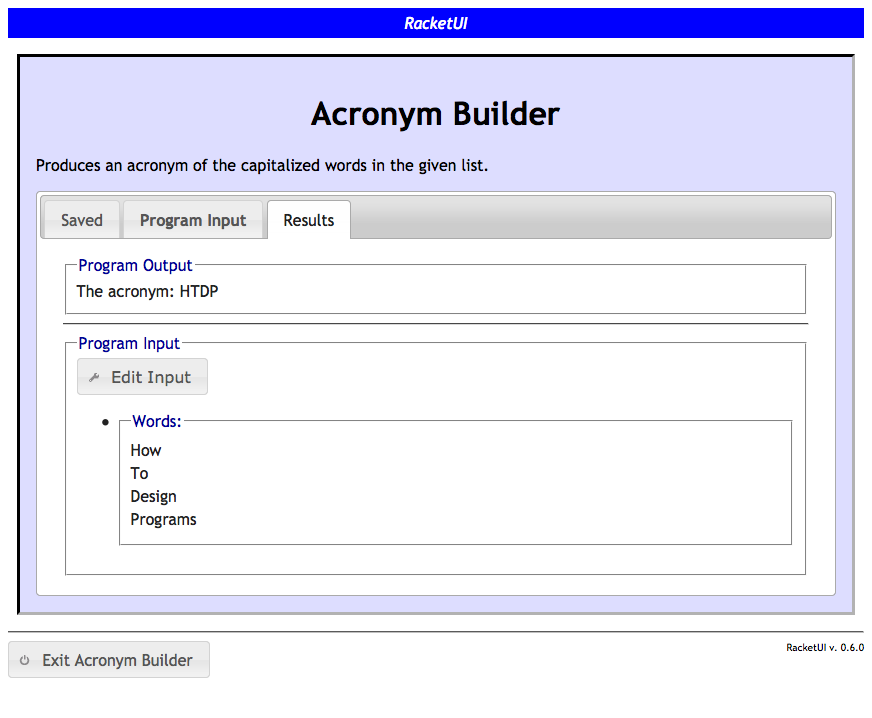 RacketUI
Acronym Builder
Produces an acronym of the capitalized words in the given list.
Saved
Program Input
Results
Program Output
The acronym: HTDP
Program Input
Edit Input
Words:
How
To
Design
Programs
Exit Acronym Builder
RacketUI v. 0.6.0